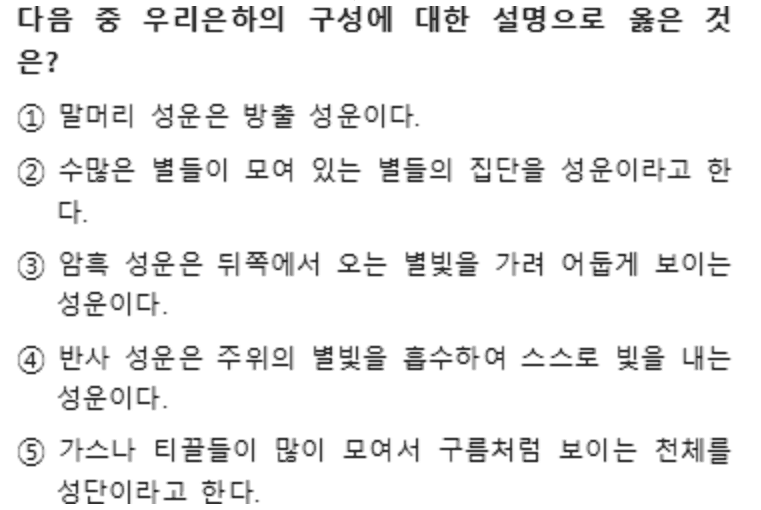 다음 중 우리은하의 구성에 대한 설명으로 옳은 것
은?
① 말머리 성운은 방출 성운이다.
② 수많은 별들이 모여 있는 별들의 집단을 성운이라고 한
다.
③ 암흑 성운은 뒤쪽에서 오는 별빛을 가려 어둡게 보이는
성운이다.
④ 반사 성운은 주위의 별빛을 흡수하여 스스로 빛을 내는
성운이다.
⑤ 가스나 티끌들이 많이 모여서 구름처럼 보이는 천체를
성단이라고 한다.